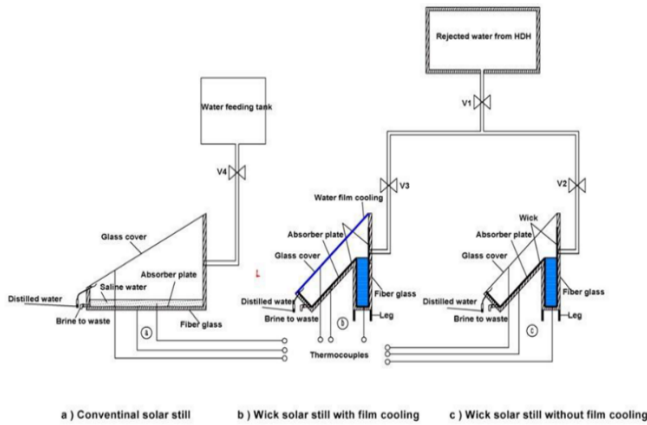 Rejected water from HDH
Water feeding tank
V1
V4
V3
V2
Water film cooling
Wick
Absorber plate
Absorber plate
Glass cover
Glass cover
Glass cover
Saline water
Absorber plate
L
Distilled water
Distilled water
Distilled water
Fiber glass
Fiber glass
Brine to waste
Fiber glass
Brine to waste
Leg
Brine to waste
Leg
a
b
c
Thermocouples
a ) Conventinal solar still
b ) Wick solar still with film cooling
c ) Wick solar still without film cooling